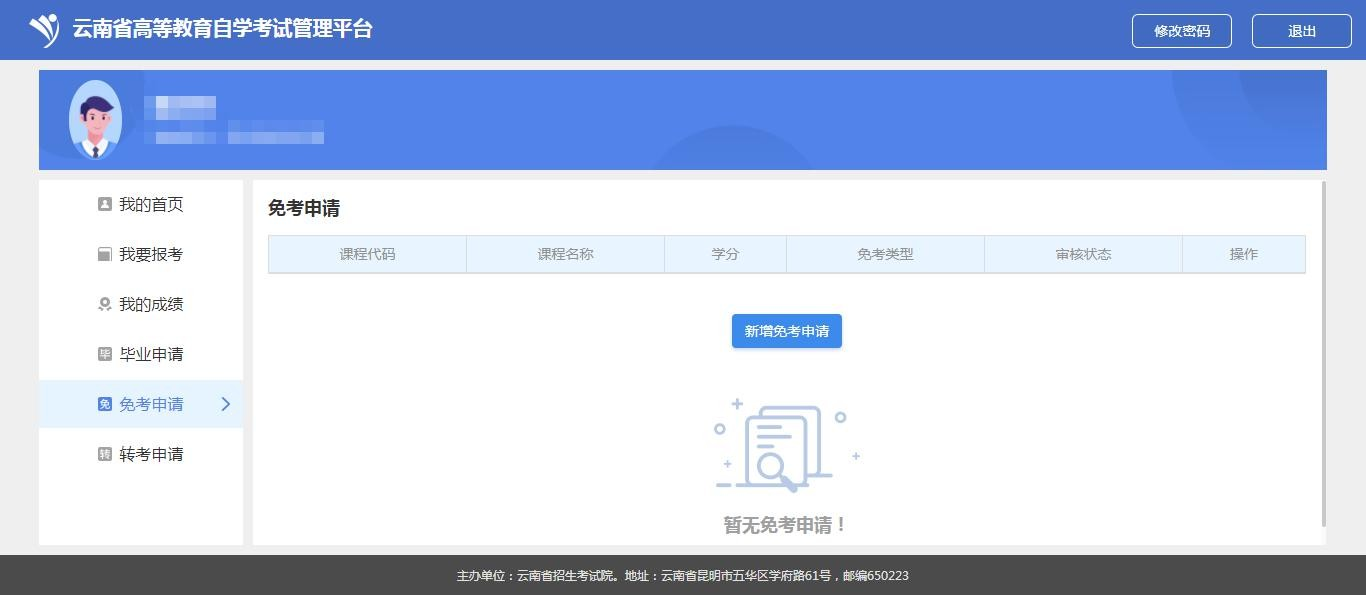 云南省高等教育自学考试管理平台
修改密码
退出
我的首页
我要报考
我的成绩
毕 毕业申请
免 免考申请
转 转考申请
免考申请
课程代码 课程名称 学分 免考类型 审核状态 操作
新增免考申请
暂无免考申请！
主办单位：云南省招生考试院。地址：云南省昆明市五华区学府路61号，邮编650223